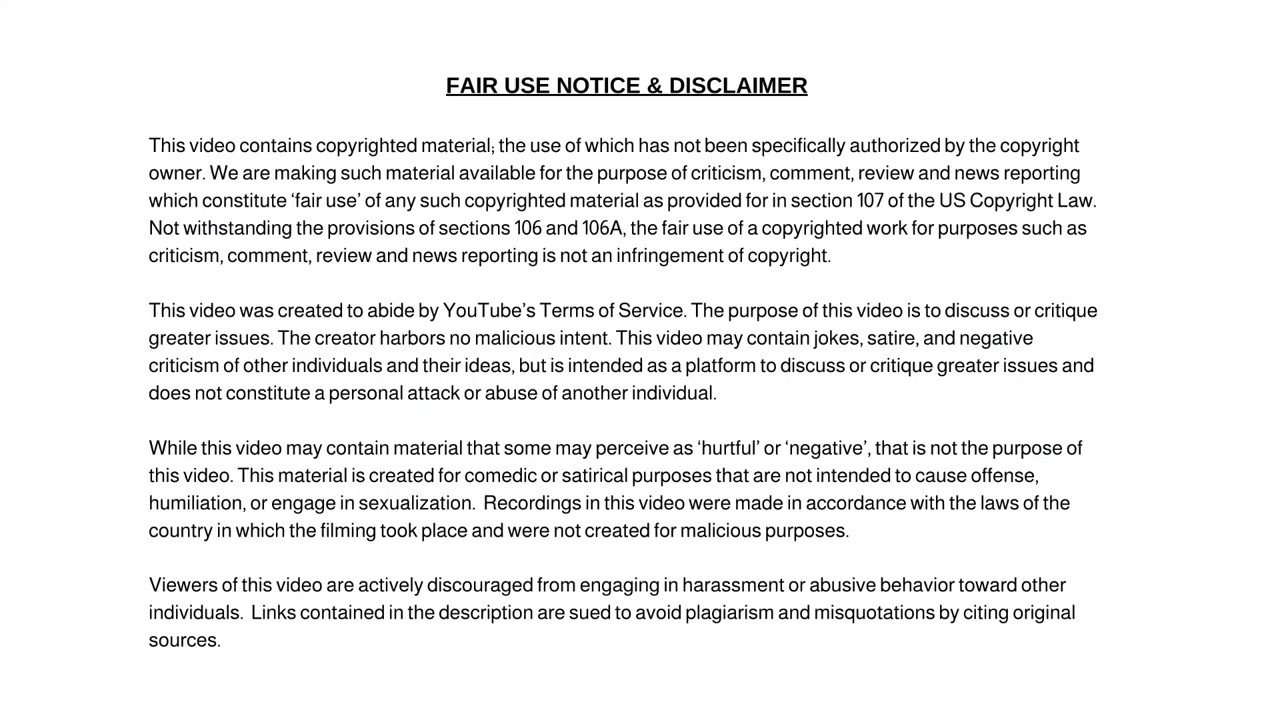 FAIR USE NOTICE & DISCLAIMER
This video contains copyrighted material; the use of which has not been specifically authorized by the copyright
owner. We are making such material available for the purpose of criticism, comment, review and news reporting
which constitute ‘fair use’ of any such copyrighted material as provided for in section 107 of the US Copyright Law.
Not withstanding the provisions of sections 106 and 106A, the fair use of a copyrighted work for purposes such as
criticism, comment, review and news reporting is not an infringement of copyright.
This video was created to abide by YouTube’s Terms of Service. The purpose of this video is to discuss or critique
greater issues. The creator harbors no malicious intent. This video may contain jokes, satire, and negative
criticism of other individuals and their ideas, but is intended as a platform to discuss or critique greater issues and
does not constitute a personal attack or abuse of another individual.
While this video may contain material that some may perceive as ‘hurtful’ or ‘negative’, that is not the purpose of
this video. This material is created for comedic or satirical purposes that are not intended to cause offense,
humiliation, or engage in sexualization. Recordings in this video were made in accordance with the laws of the
country in which the filming took place and were not created for malicious purposes.
Viewers of this video are actively discouraged from engaging in harassment or abusive behavior toward other
individuals. Links contained in the description are sued to avoid plagiarism and misquotations by citing original
sources.